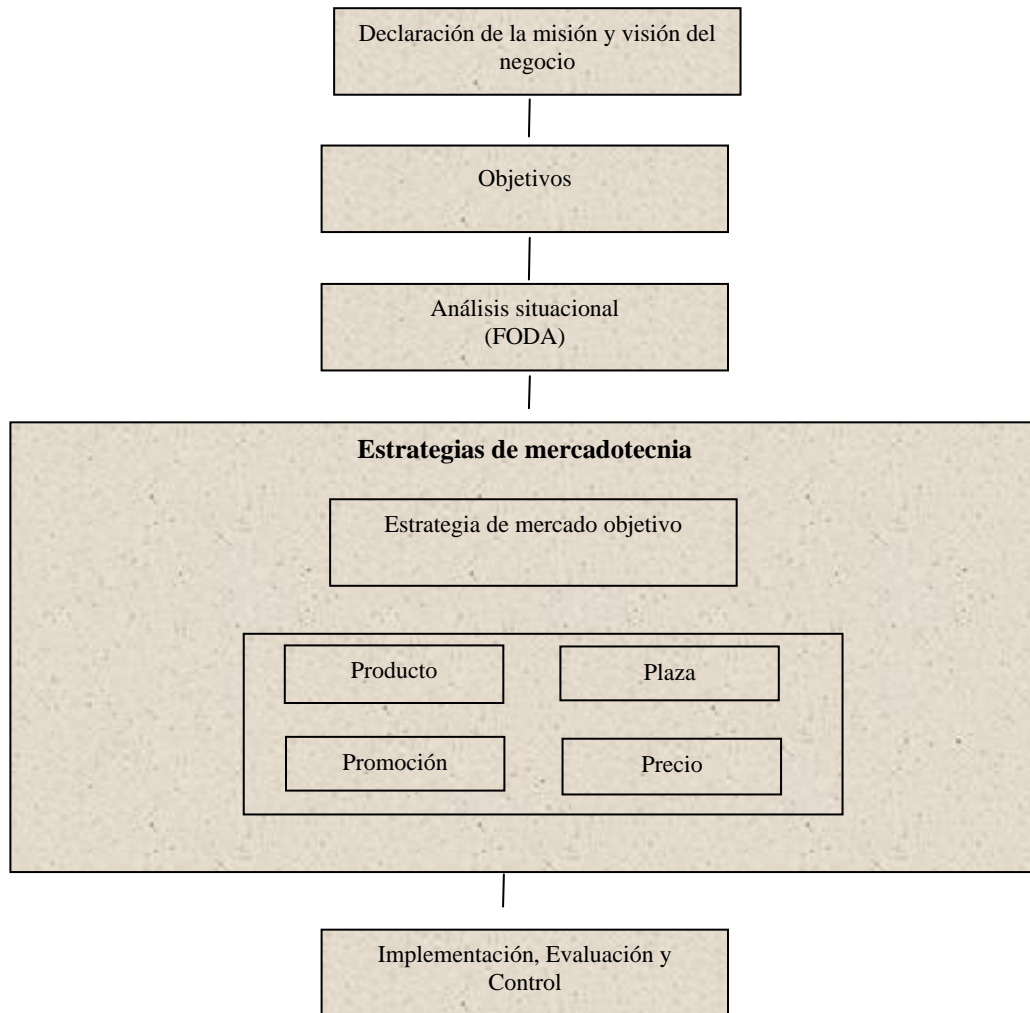 Declaración de la misión y visión del
negocio
Objetivos
Análisis situacional
(FODA)
Estrategias de mercadotecnia
Estrategia de mercado objetivo
Producto
Plaza
Promoción
Precio
Implementación, Evaluación y
Control